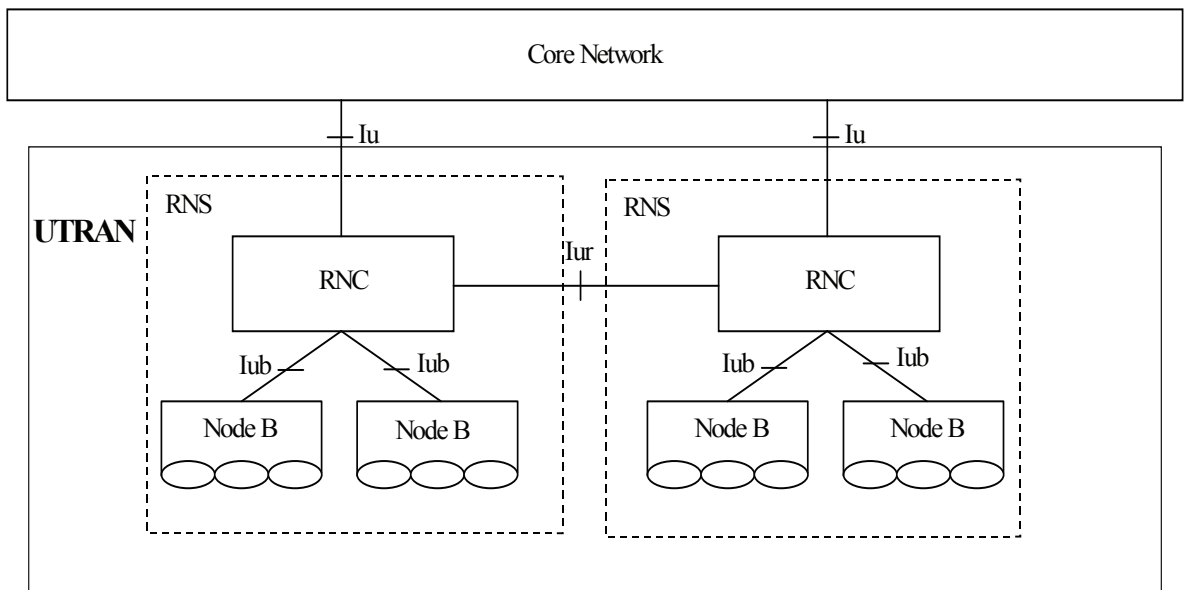 Core Network
Iu
Iu
RNS
RNS
UTRAN
Iur
RNC
RNC
Iub
Iub
Iub
Iub
Node B
Node B
Node B
Node B